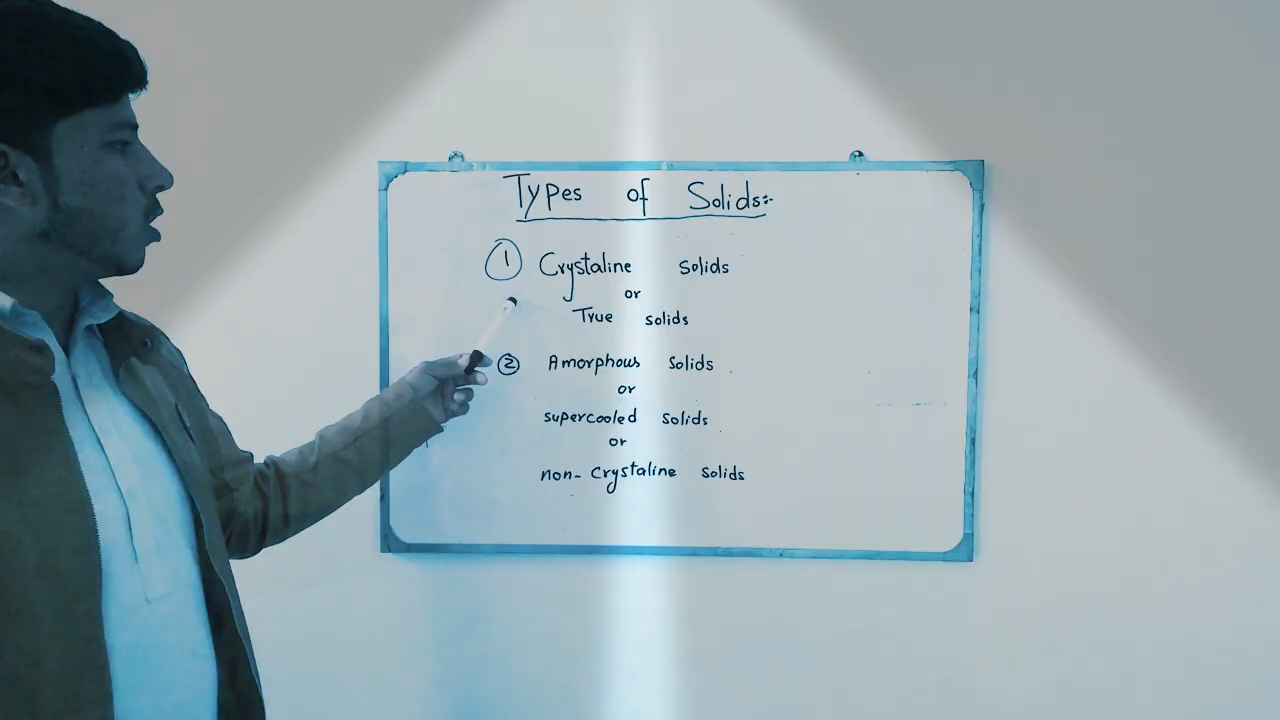 Types of Solids:-
1 Crystaline solids
or
True solids
2 Amorphous solids
or
supercooled solids
or
non-crystaline solids